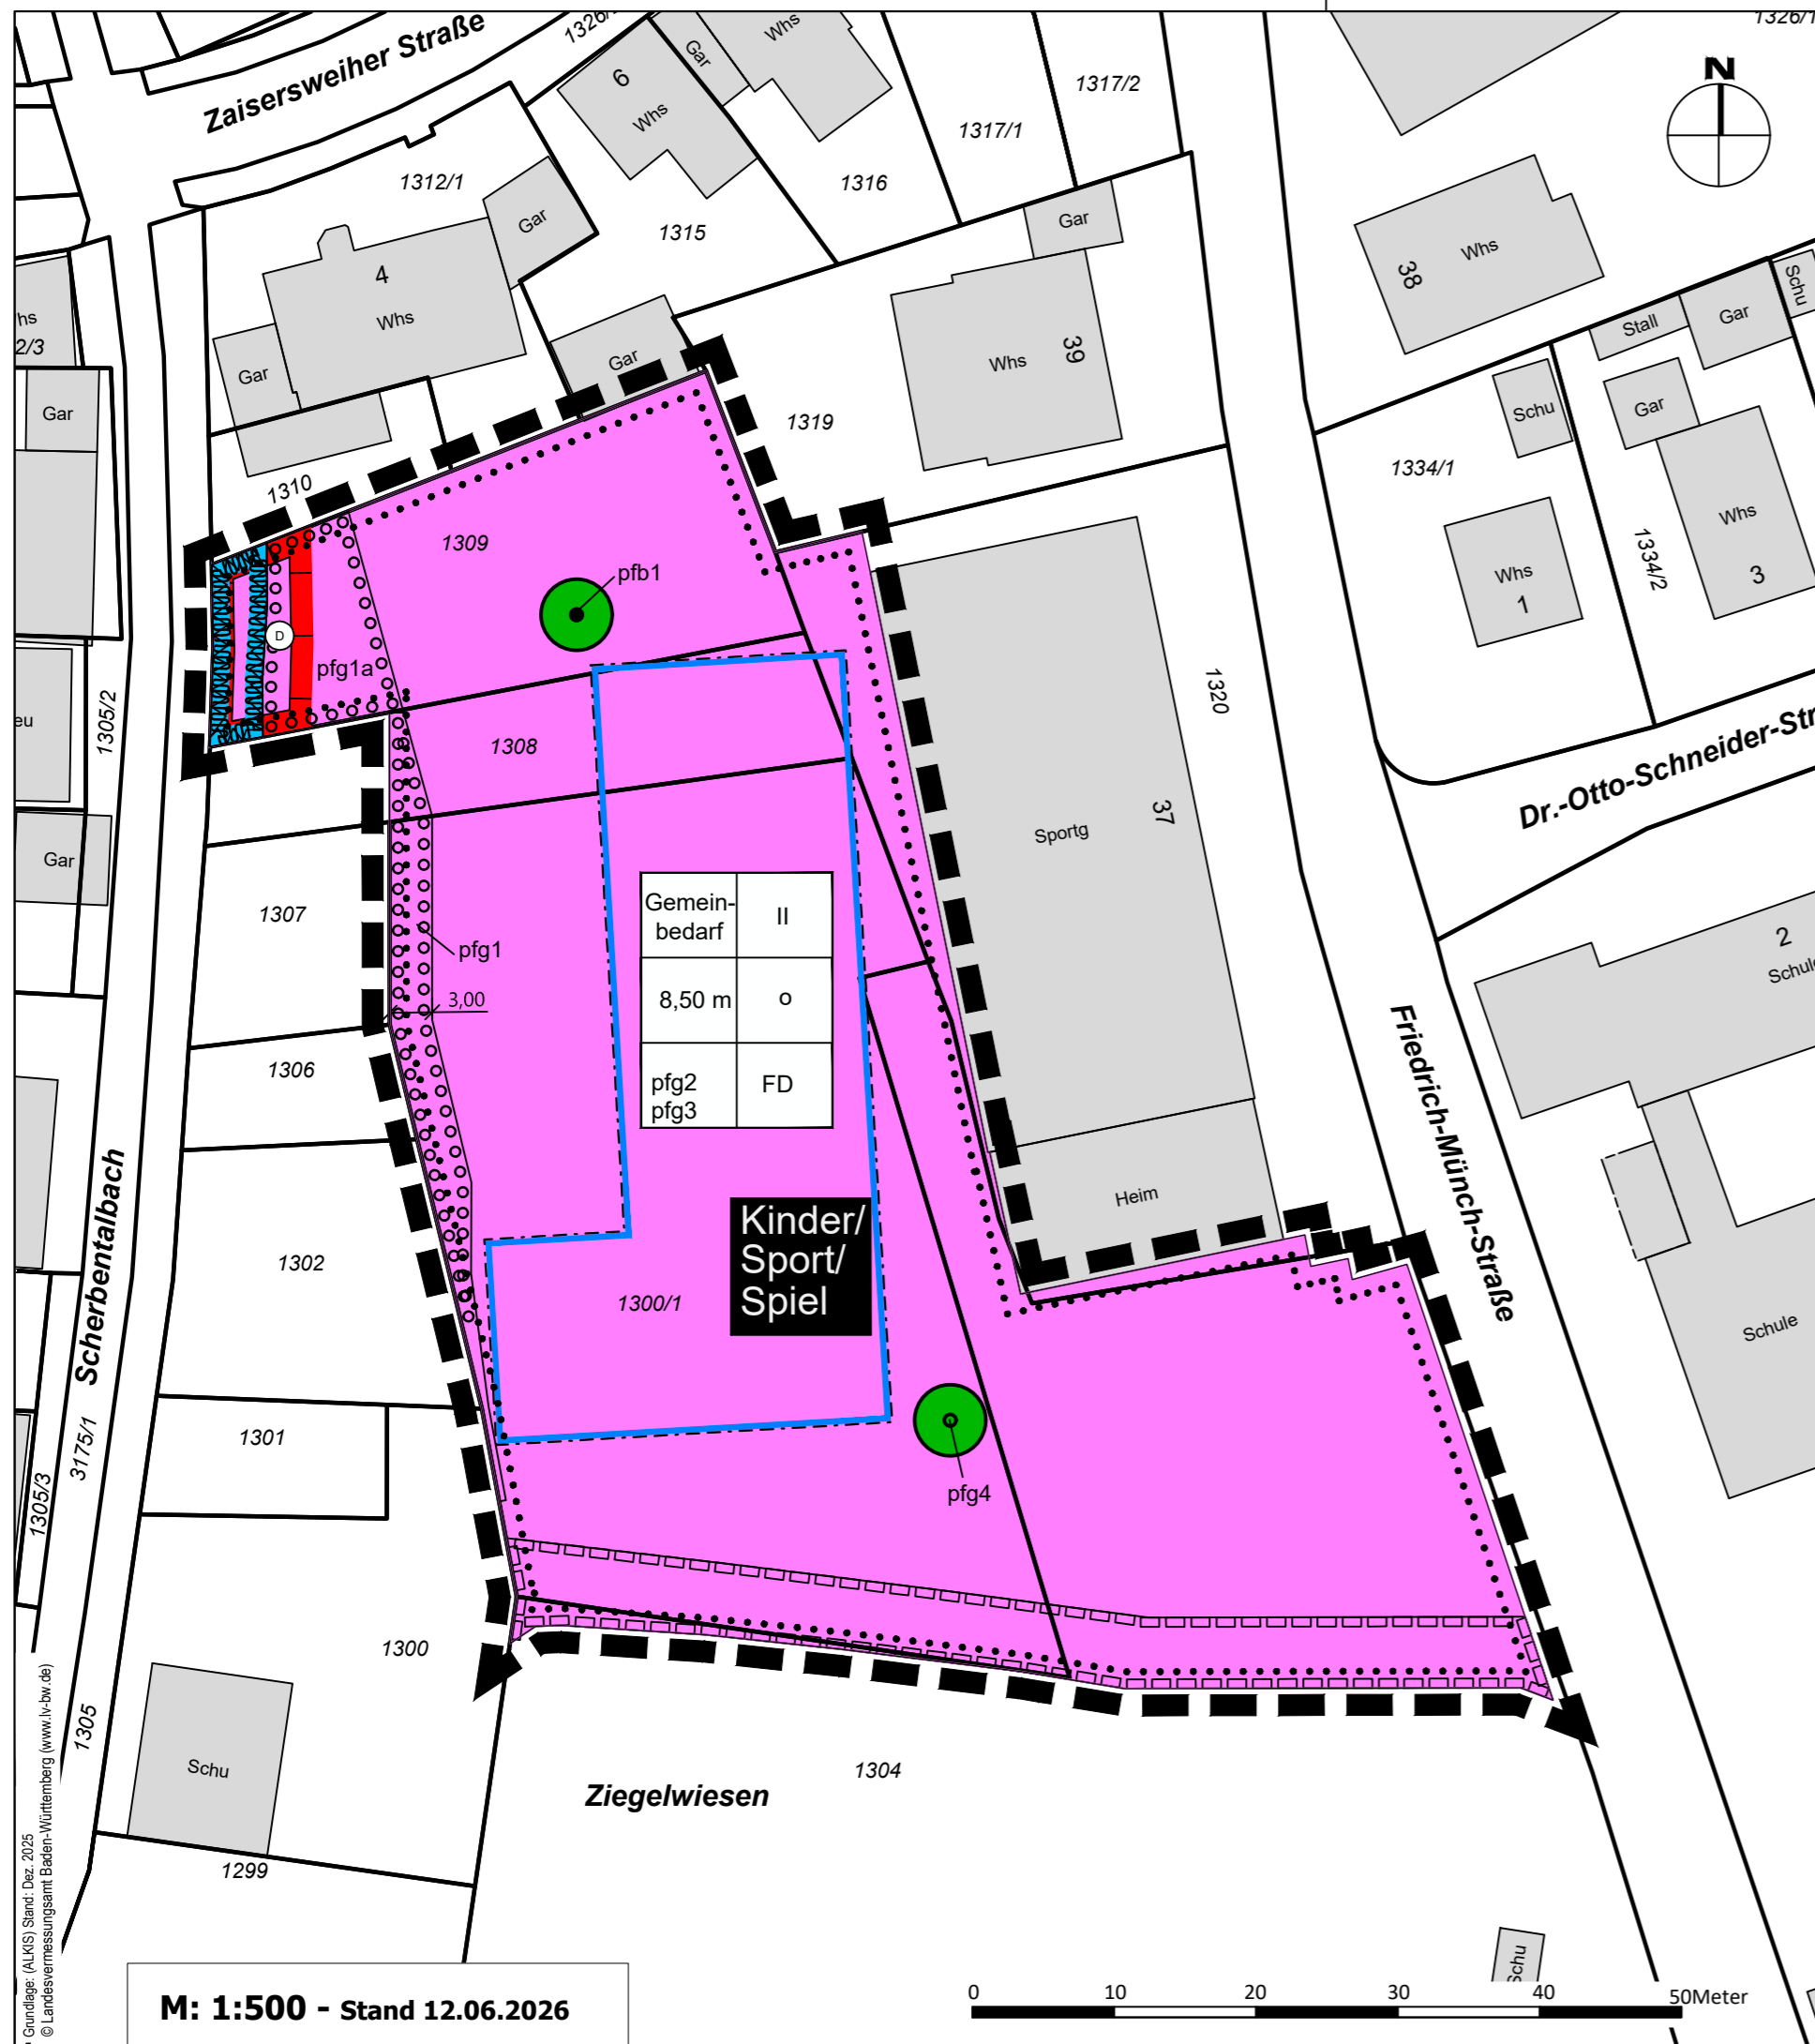 Zaisersweiher Straße
1326/1
N
6
Whs
Gar
Whs
1317/2
1317/1
1316
1315
1312/1
Gar
4
Whs
Gar
Gar
Gar
Whs
39
38
Whs
Stall
Gar
Schu
Schu
Gar
1334/1
1334/2
Whs
3
Whs
1
2/3
Gar
1310
1319
1309
pfb1
D
pfg1a
1305/2
1308
1320
Dr.-Otto-Schneider-Str
Gar
1307
Sportg
37
Gemein-
bedarf
II
8,50 m
o
pfg2
pfg3
FD
pfg1
3,00
2
1306
Friedrich-Münch-Straße
Scherbentalbach
1302
Heim
Kinder/
Sport/
Spiel
1300/1
Schule
1301
3175/1
1305/3
pfg4
1300
1305
Schu
1304
Ziegelwiesen
1299
Schu
Grundlage: (ALKIS) Stand: Dez. 2025
© Landesvermessungsamt Baden-Württemberg (www.lv-bw.de)
M: 1:500 - Stand 12.06.2026
0 10 20 30 40 50Meter